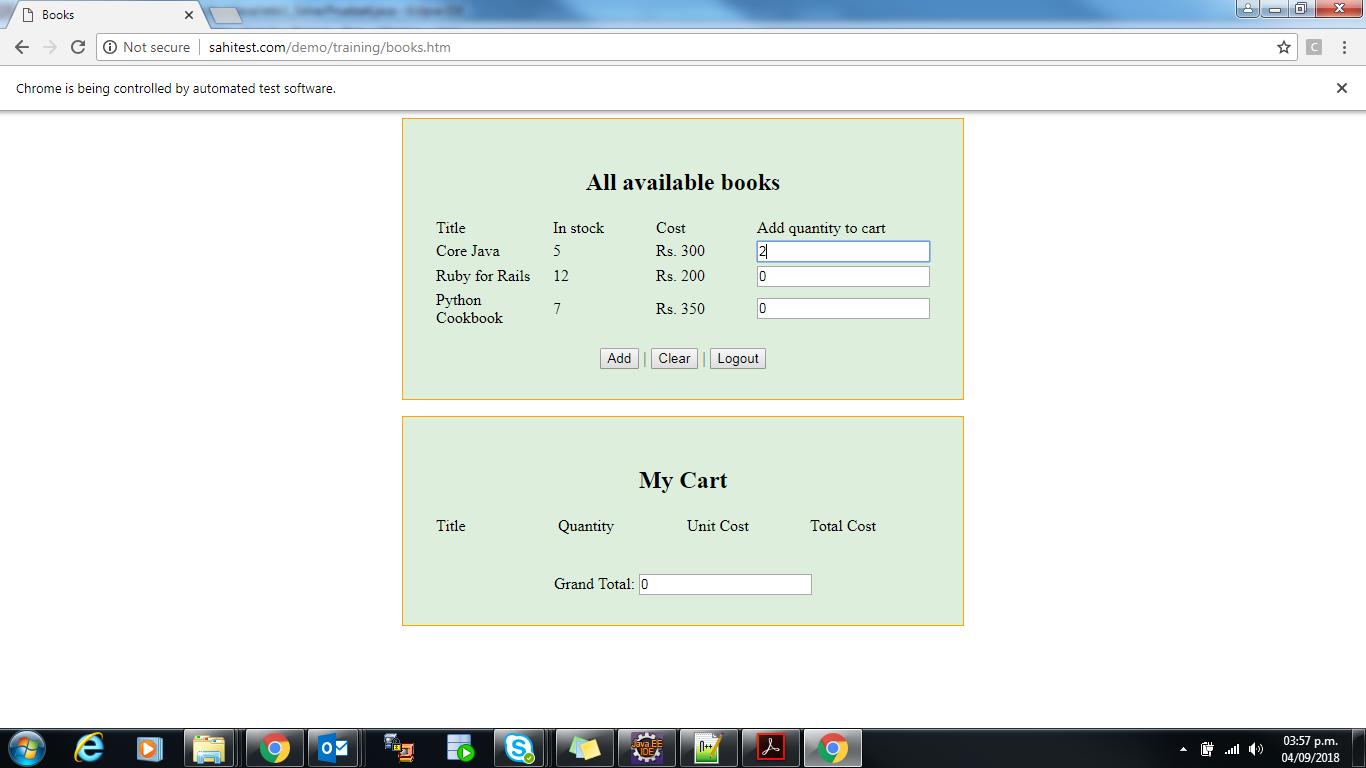 Books
Not secure | sahitest.com/demo/training/books.htm
C
Chrome is being controlled by automated test software.
All available books
Title In stock Cost Add quantity to cart
Core Java 5 Rs. 300 2
Ruby for Rails 12 Rs. 200 0
Python
Cookbook 7 Rs. 350 0
Add | Clear | Logout
My Cart
Title Quantity Unit Cost Total Cost
Grand Total: 0
Java EE
IDE
03:57 p.m.
04/09/2018